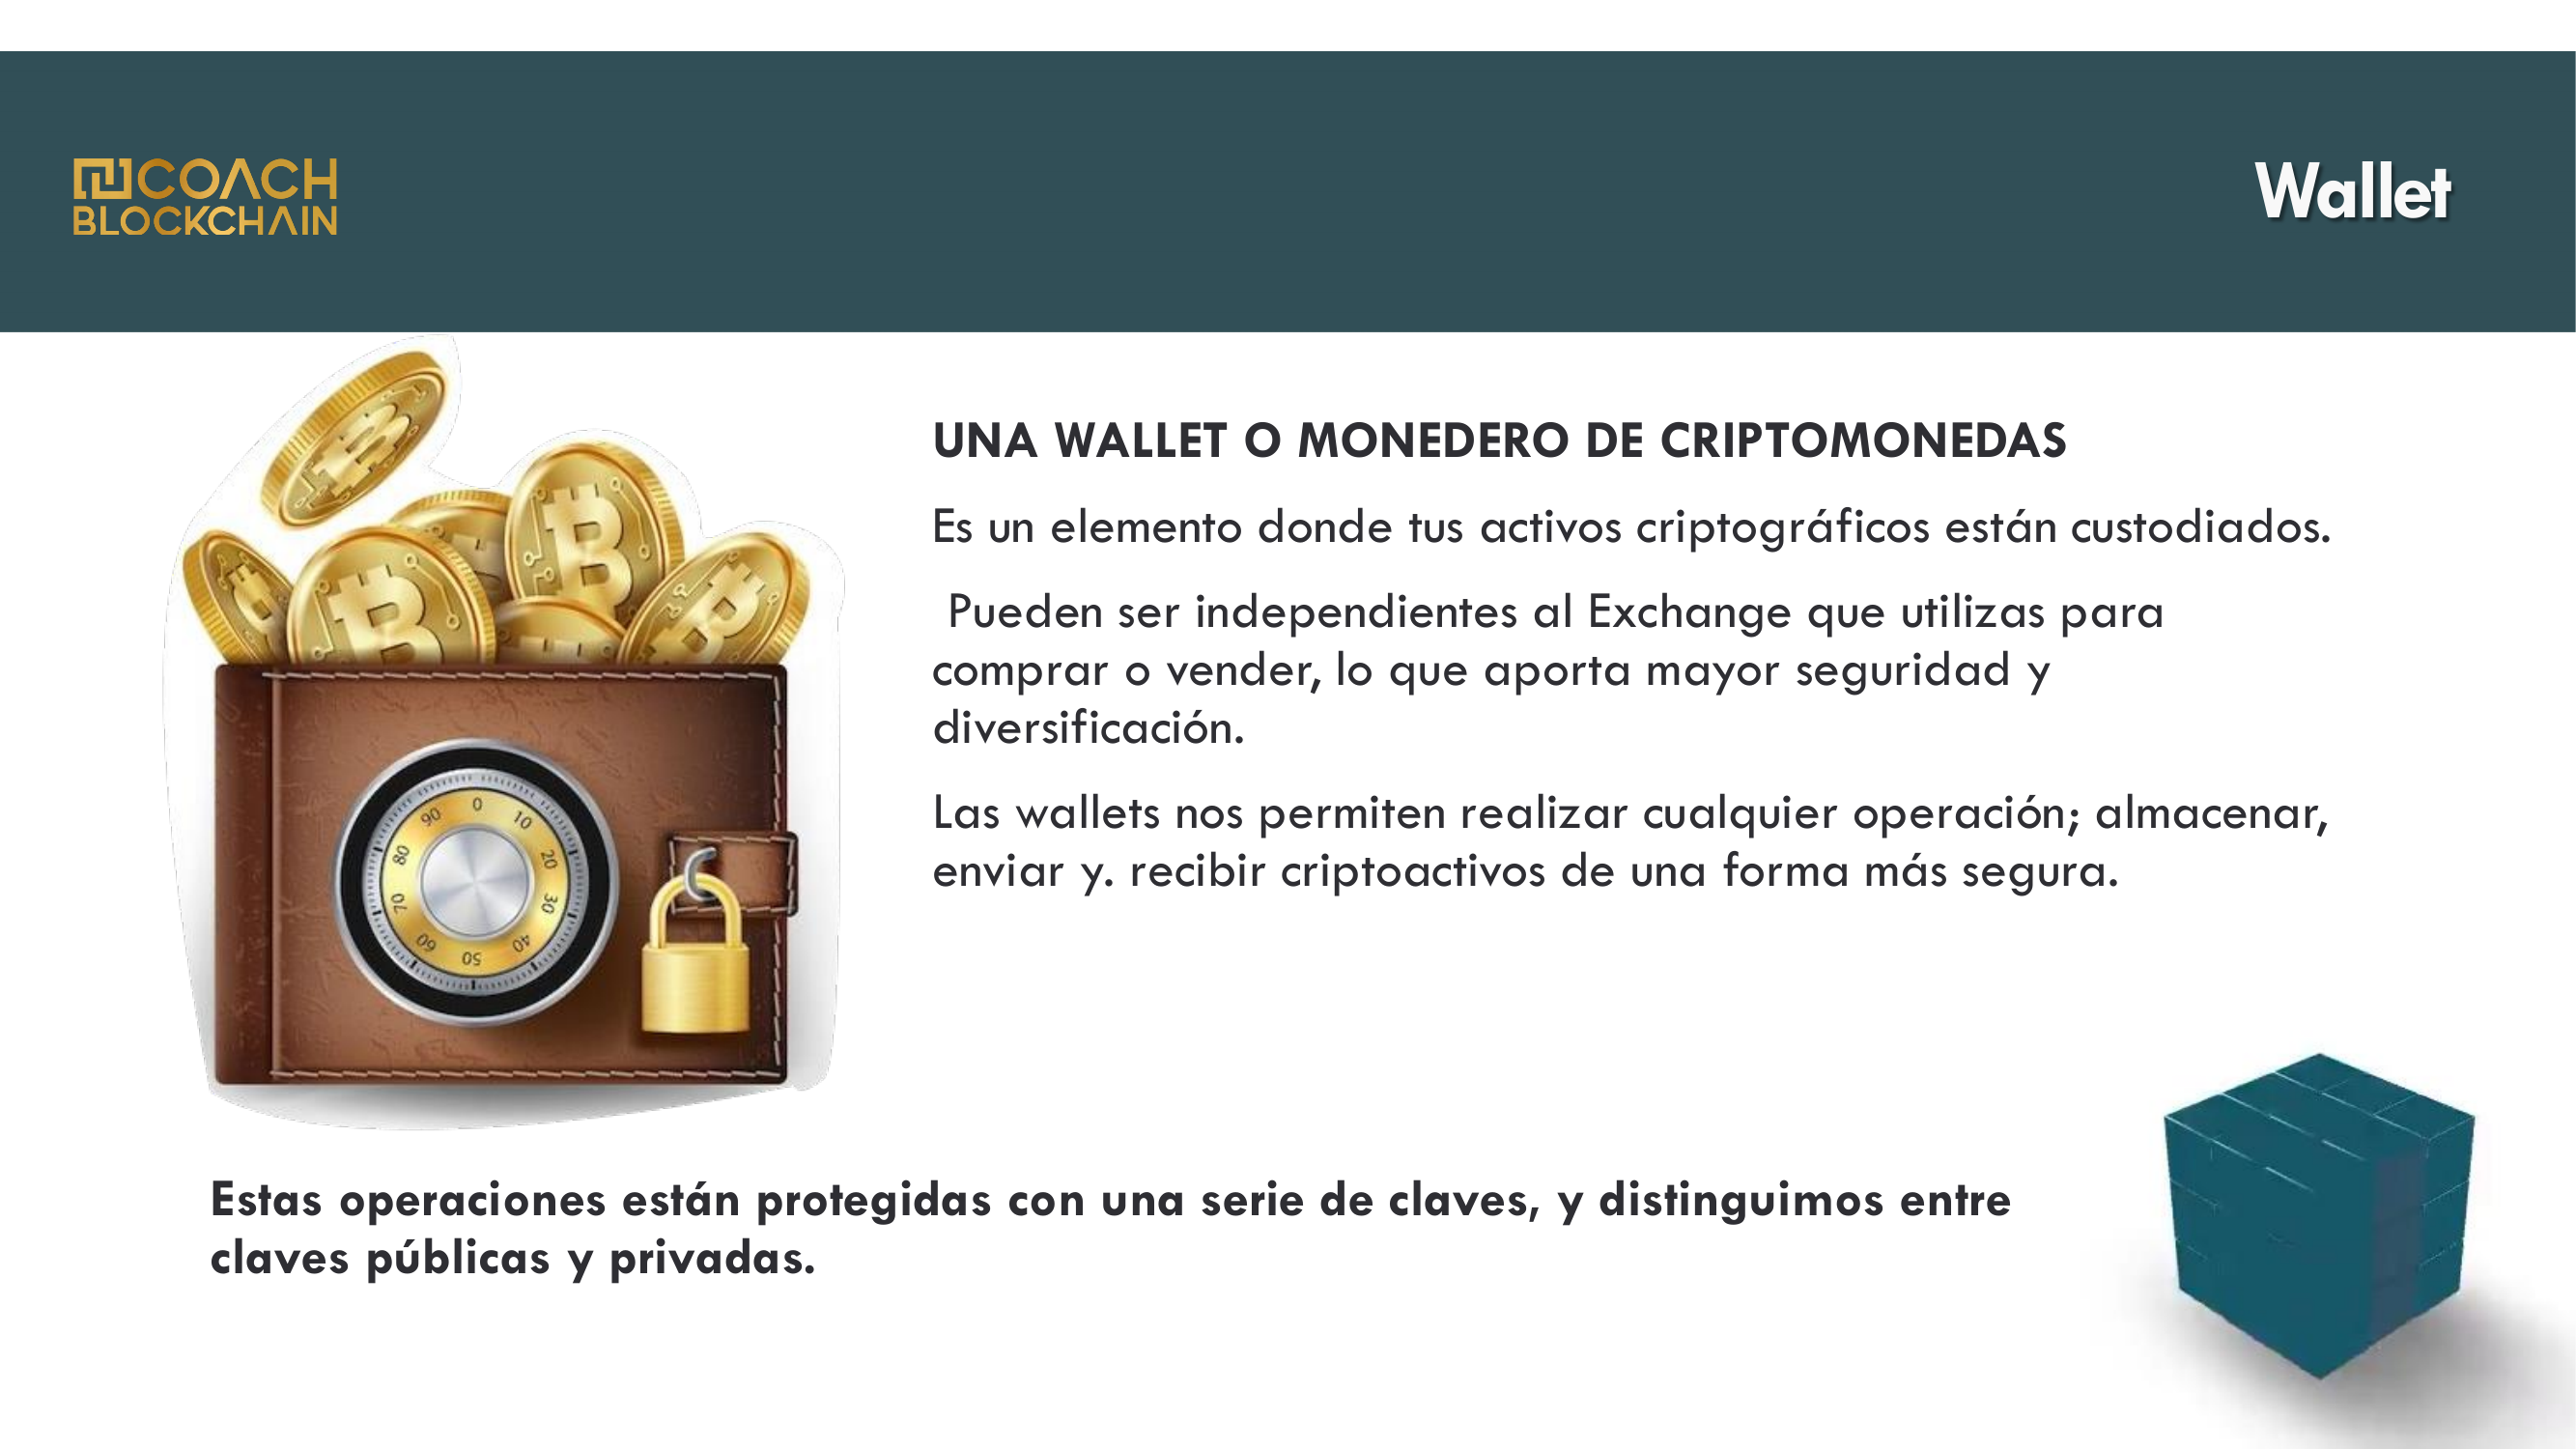 COACH
BLOCKCHAIN
Wallet
UNA WALLET O MONEDERO DE CRIPTOMONEDAS
Es un elemento donde tus activos criptográficos están custodiados.
Pueden ser independientes al Exchange que utilizas para
comprar o vender, lo que aporta mayor seguridad y
diversificación.
Las wallets nos permiten realizar cualquier operación; almacenar,
enviar y. recibir criptoactivos de una forma más segura.
0
10
20
30
40
50
60
70
80
90
Estas operaciones están protegidas con una serie de claves, y distinguimos entre
claves públicas y privadas.